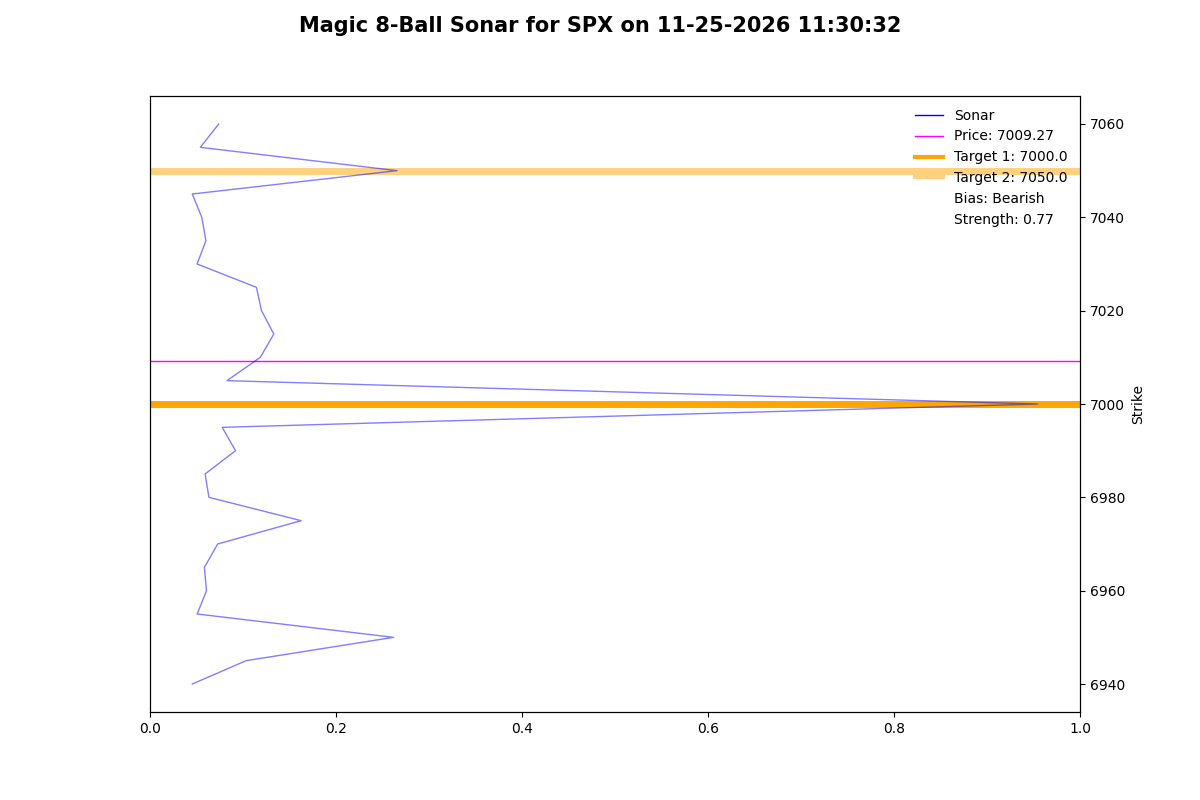 Magic 8-Ball Sonar for SPX on 11-25-2026 11:30:32
Sonar
Price: 7009.27
Target 1: 7000.0
Target 2: 7050.0
Bias: Bearish
Strength: 0.77
7060
7040
7020
7000
6980
6960
6940
Strike
0.0 0.2 0.4 0.6 0.8 1.0